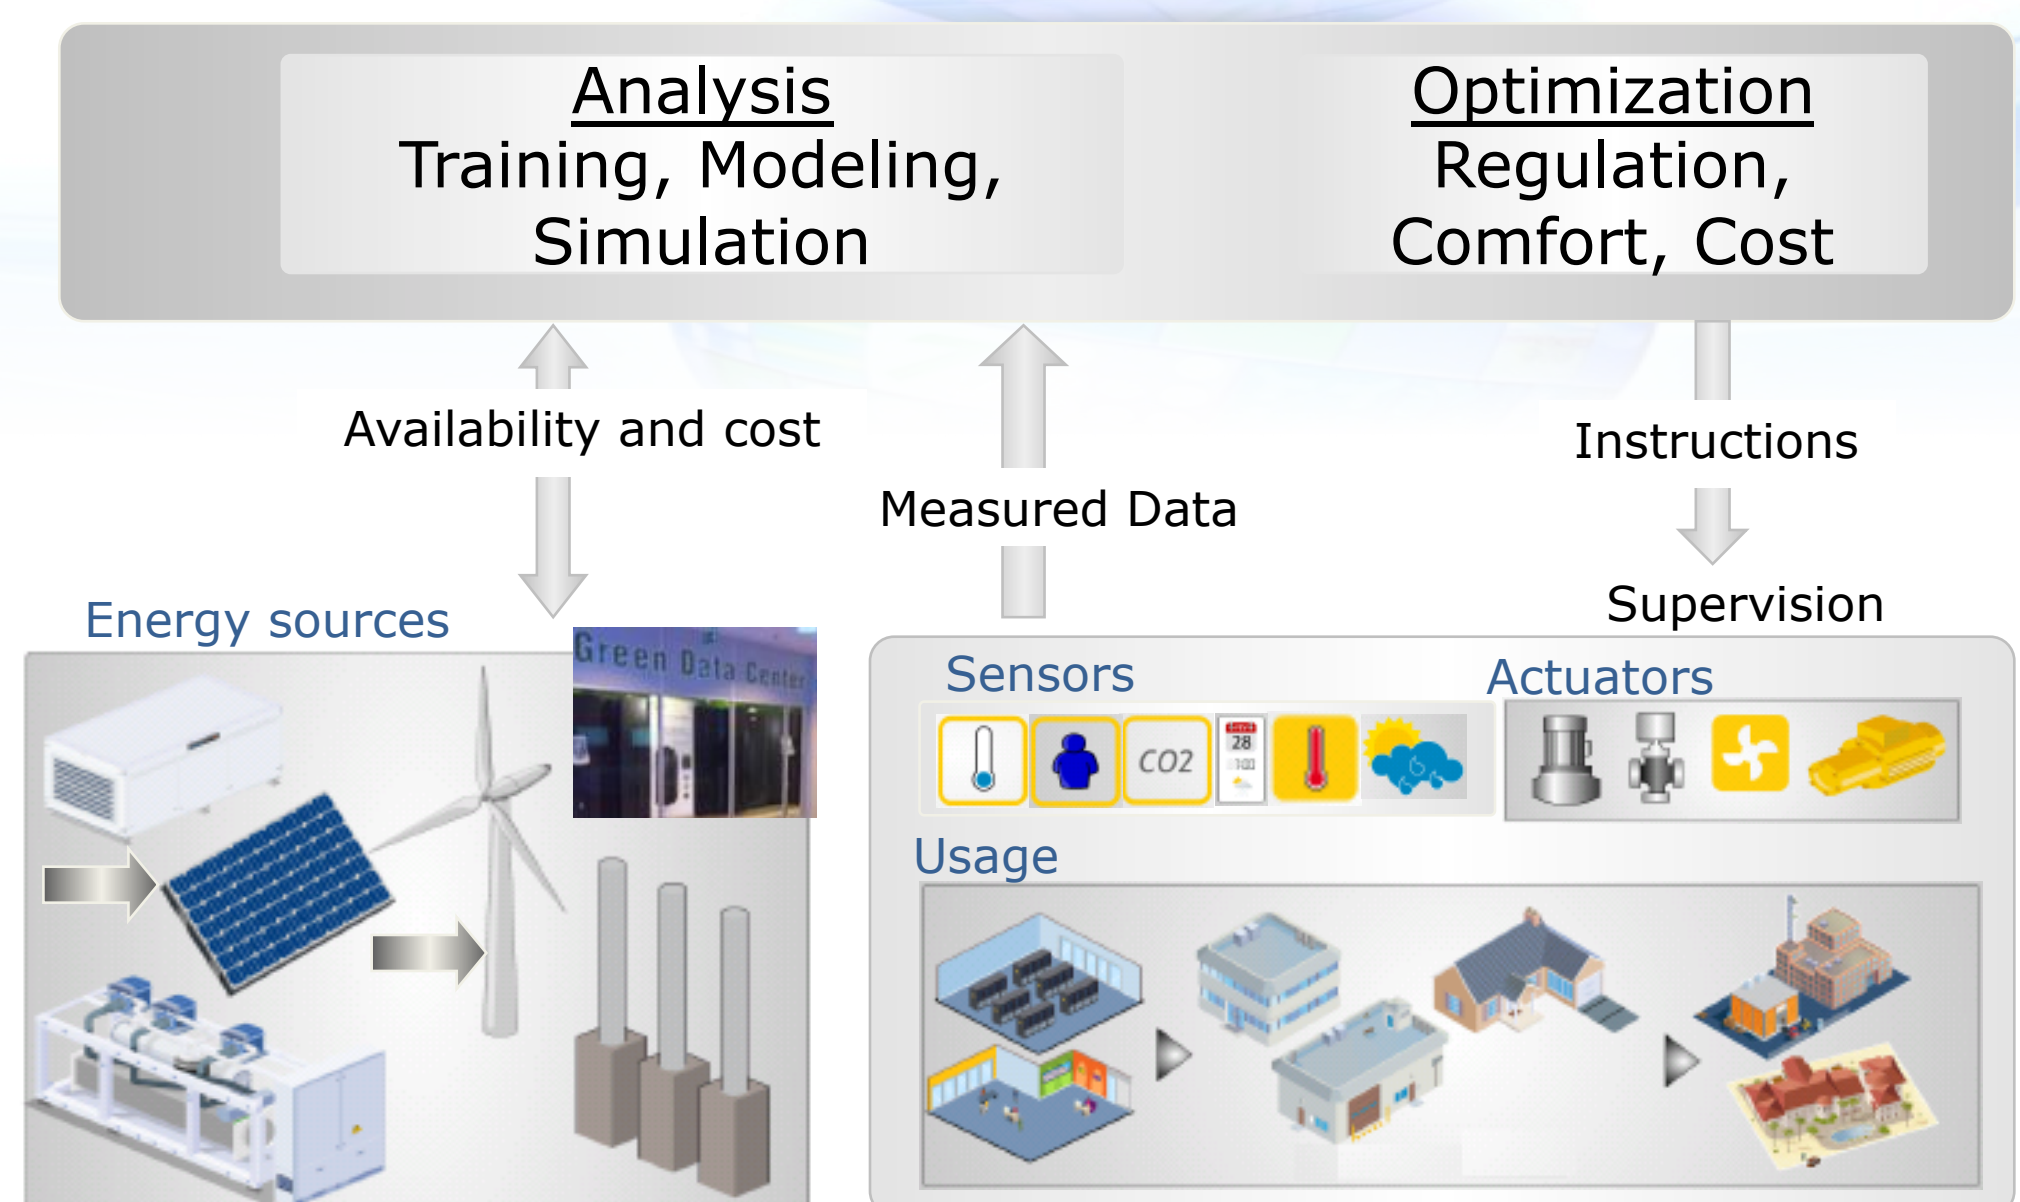 Analysis
Training, Modeling,
Simulation
Optimization
Regulation,
Comfort, Cost
Availability and cost
Measured Data
Instructions
Supervision
Energy sources
Green Data Center
Sensors
Actuators
CO2
28
Usage